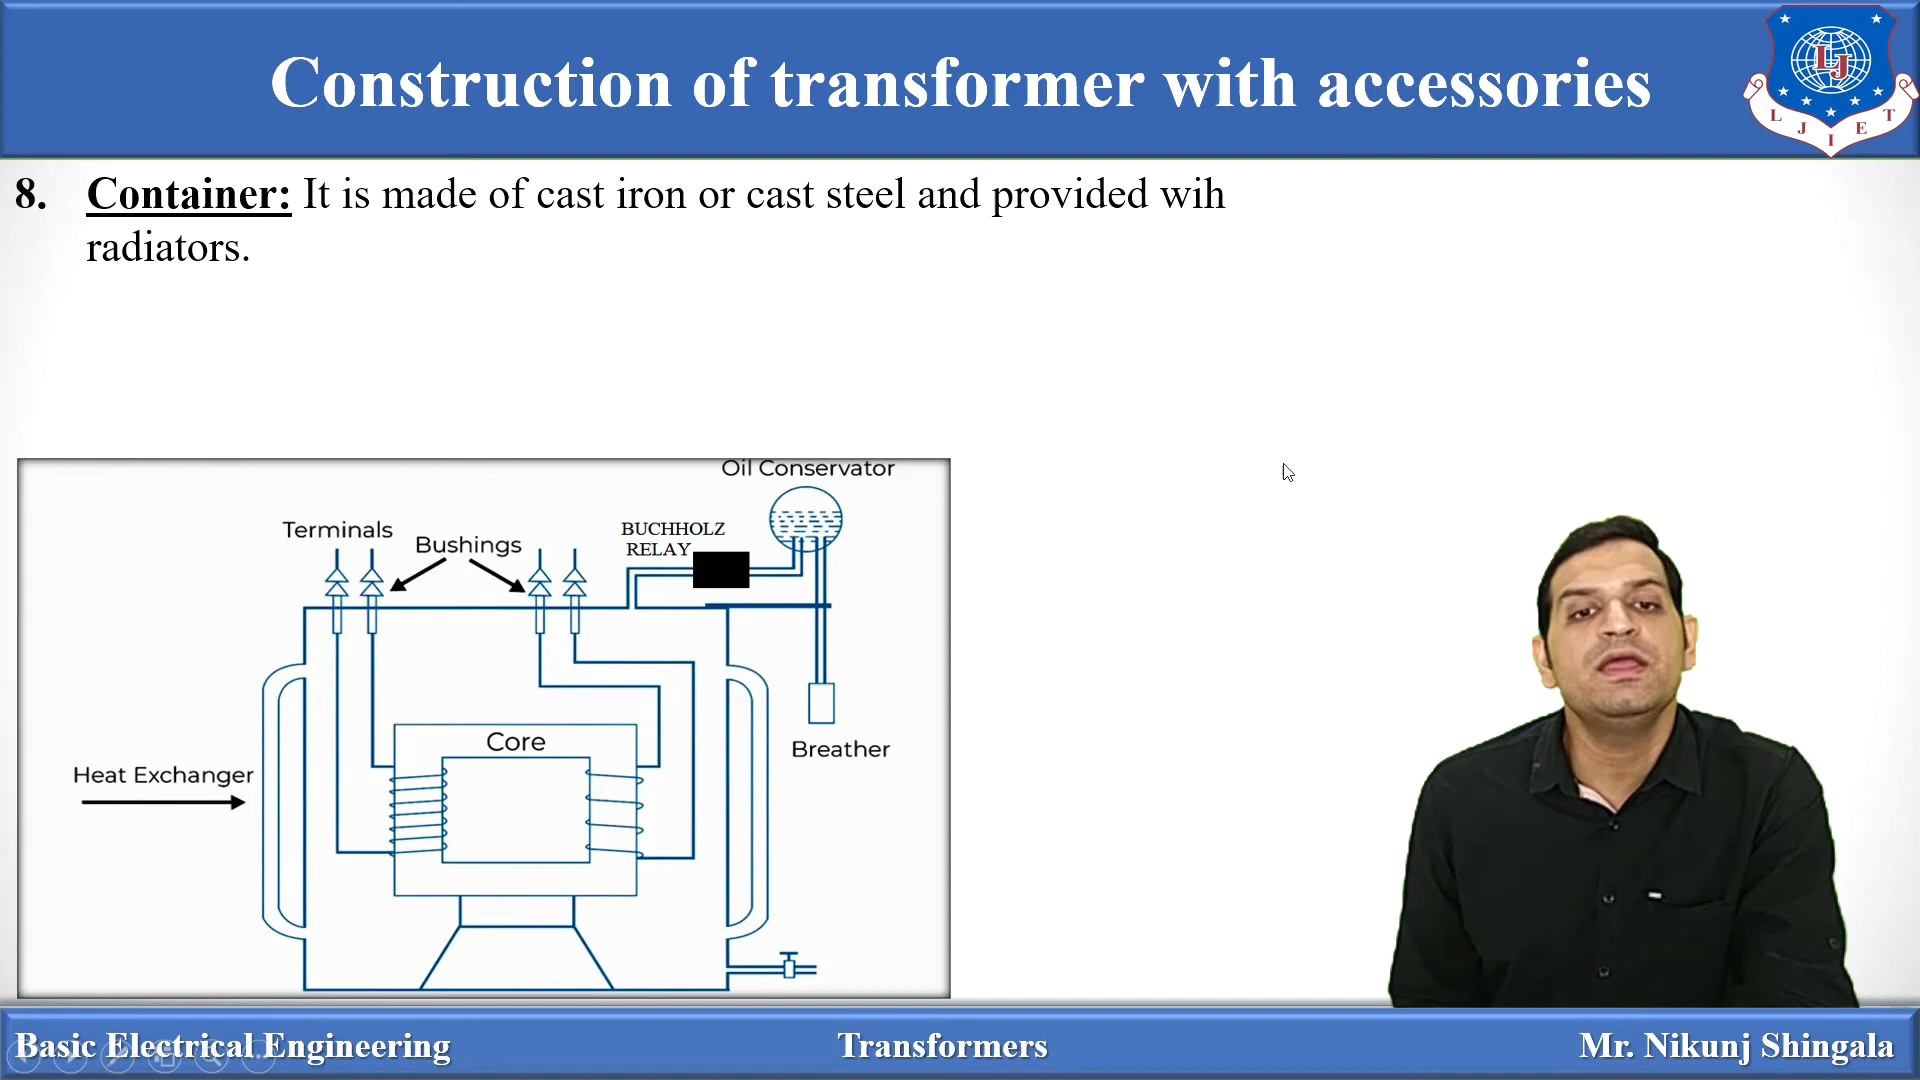 Construction of transformer with accessories
LJ
L J I E T
8. Container: It is made of cast iron or cast steel and provided wih
radiators.
Oil Conservator
Terminals
Bushings
BUCHHOLZ
RELAY
Core
Heat Exchanger
Breather
Basic Electrical Engineering
Transformers
Mr. Nikunj Shingala